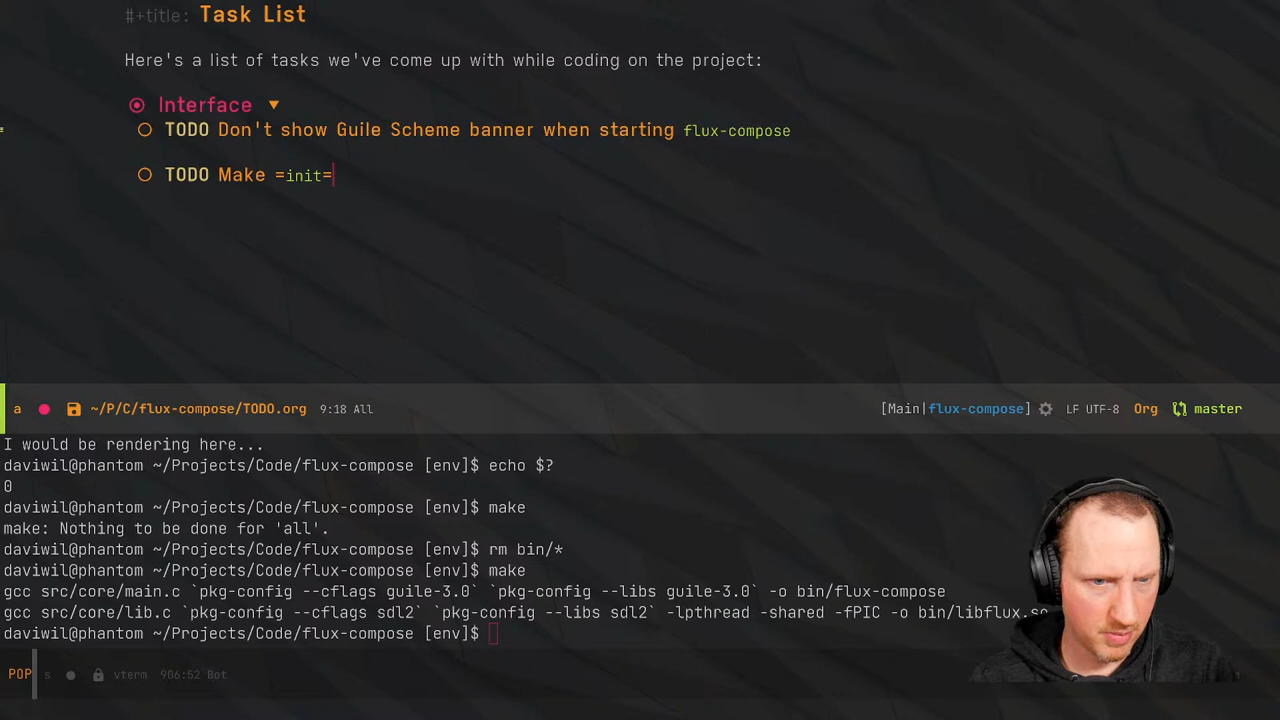 #+title: Task List
Here's a list of tasks we've come up with while coding on the project:
Interface ▼
TODO Don't show Guile Scheme banner when starting flux-compose
TODO Make =init=
a ~/P/C/flux-compose/TODO.org 9:18 All [Main|flux-compose] LF UTF-8 Org master
I would be rendering here...
daviwil@phantom ~/Projects/Code/flux-compose [env]$ echo $?
0
daviwil@phantom ~/Projects/Code/flux-compose [env]$ make
make: Nothing to be done for 'all'.
daviwil@phantom ~/Projects/Code/flux-compose [env]$ rm bin/*
daviwil@phantom ~/Projects/Code/flux-compose [env]$ make
gcc src/core/main.c `pkg-config --cflags guile-3.0` `pkg-config --libs guile-3.0` -o bin/flux-compose
gcc src/core/lib.c `pkg-config --cflags sdl2` `pkg-config --libs sdl2` -lpthread -shared -fPIC -o bin/libflux.so
daviwil@phantom ~/Projects/Code/flux-compose [env]$
POP s vterm 906:52 Bot